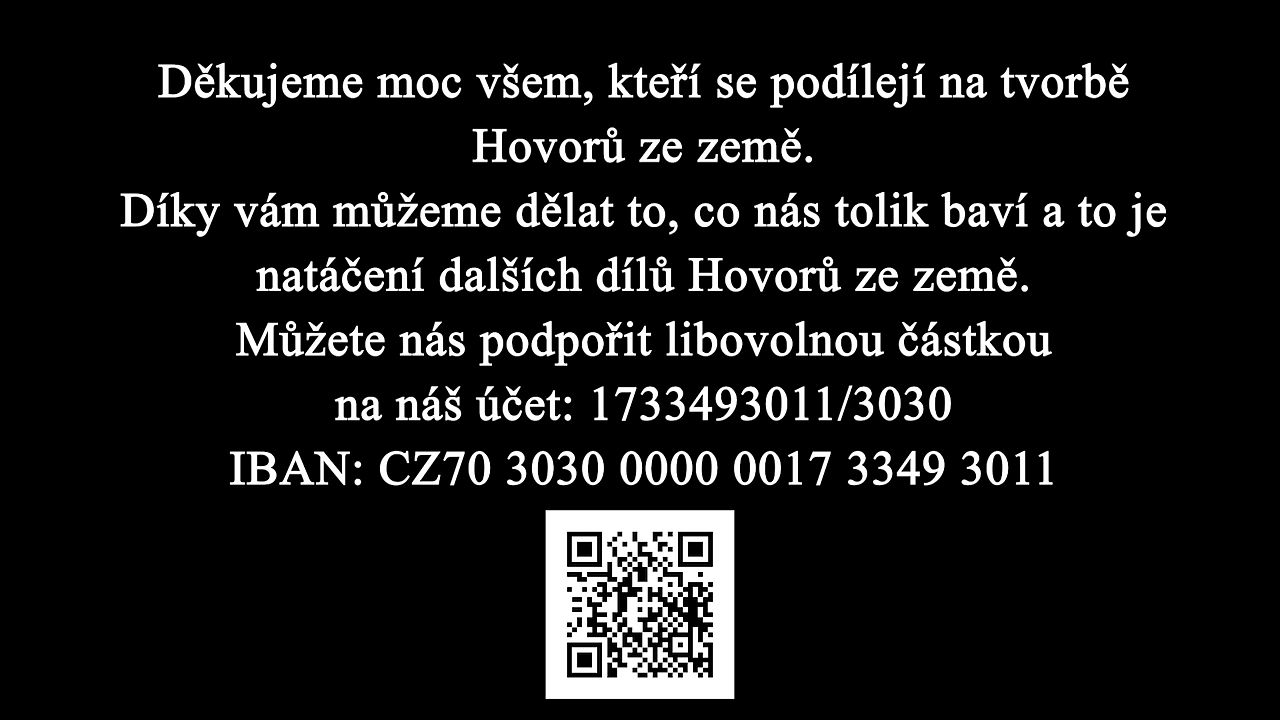 Děkujeme moc všem, kteří se podílejí na tvorbě
Hovorů ze země.
Díky vám můžeme dělat to, co nás tolik baví a to je
natáčení dalších dílů Hovorů ze země.
Můžete nás podpořit libovolnou částkou
na náš účet: 1733493011/3030
IBAN: CZ70 3030 0000 0017 3349 3011